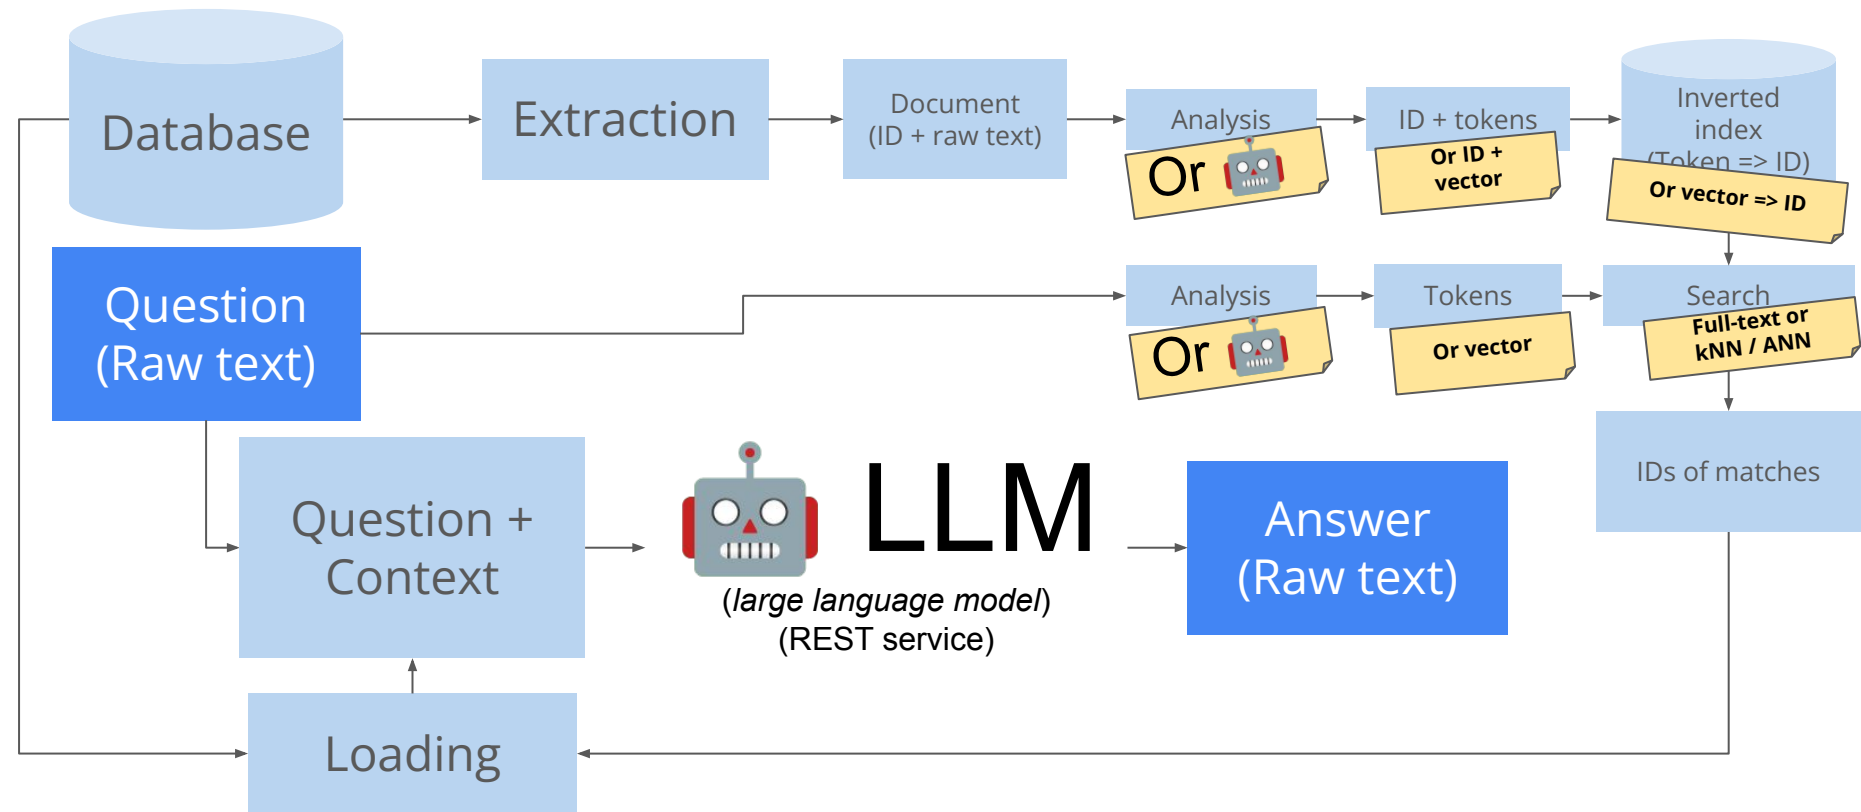 Database
Extraction
Document
(ID + raw text)
Analysis
Or
ID + tokens
Or ID +
vector
Inverted
index
(Token => ID)
Or vector => ID
Question
(Raw text)
Analysis
Or
Tokens
Or vector
Search
Full-text or
kNN / ANN
IDs of matches
Question +
Context
LLM
(large language model)
(REST service)
Answer
(Raw text)
Loading